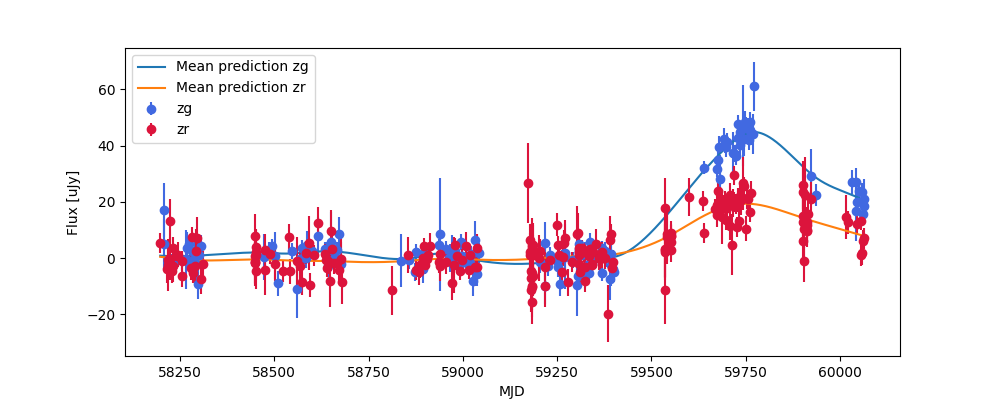 Mean prediction zg
Mean prediction zr
zg
zr
Flux [uJy]
60
40
20
0
−20
58250 58500 58750 59000 59250 59500 59750 60000
MJD